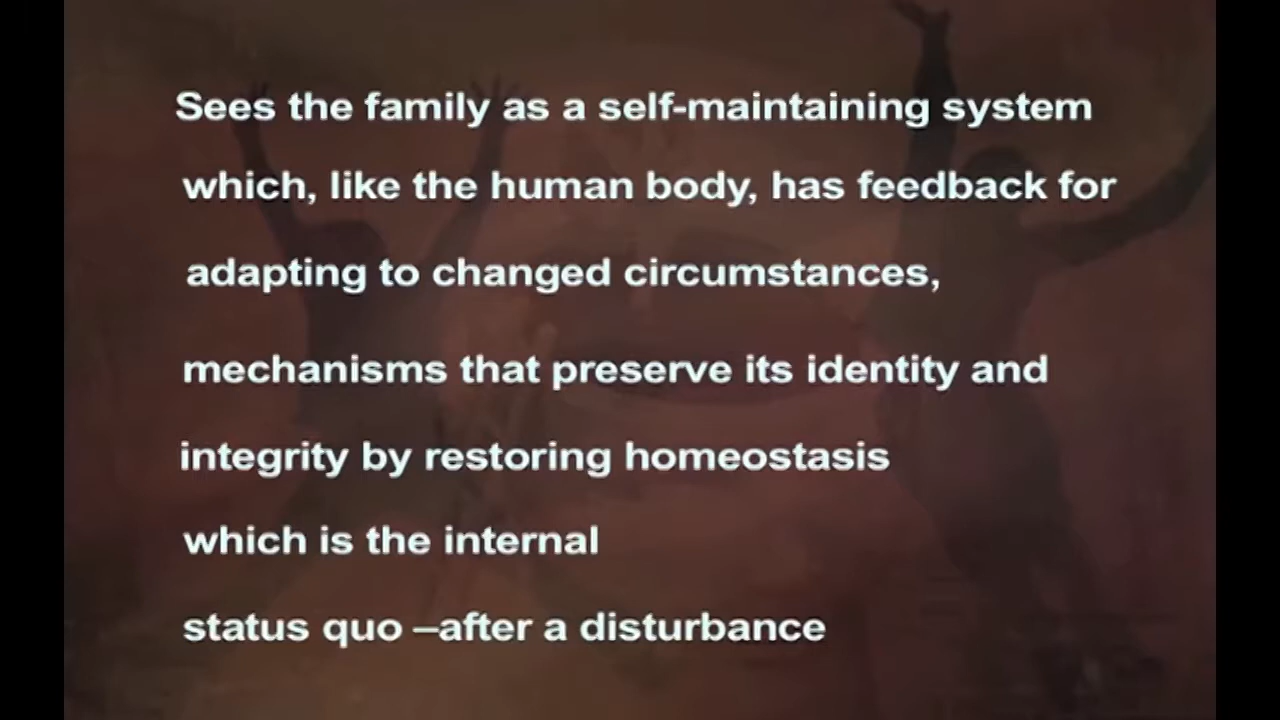 Sees the family as a self-maintaining system
which, like the human body, has feedback for
adapting to changed circumstances,
mechanisms that preserve its identity and
integrity by restoring homeostasis
which is the internal
status quo –after a disturbance